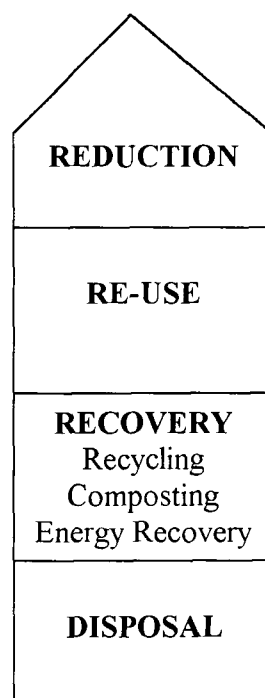 REDUCTION
RE-USE
RECOVERY
Recycling
Composting
Energy Recovery
DISPOSAL